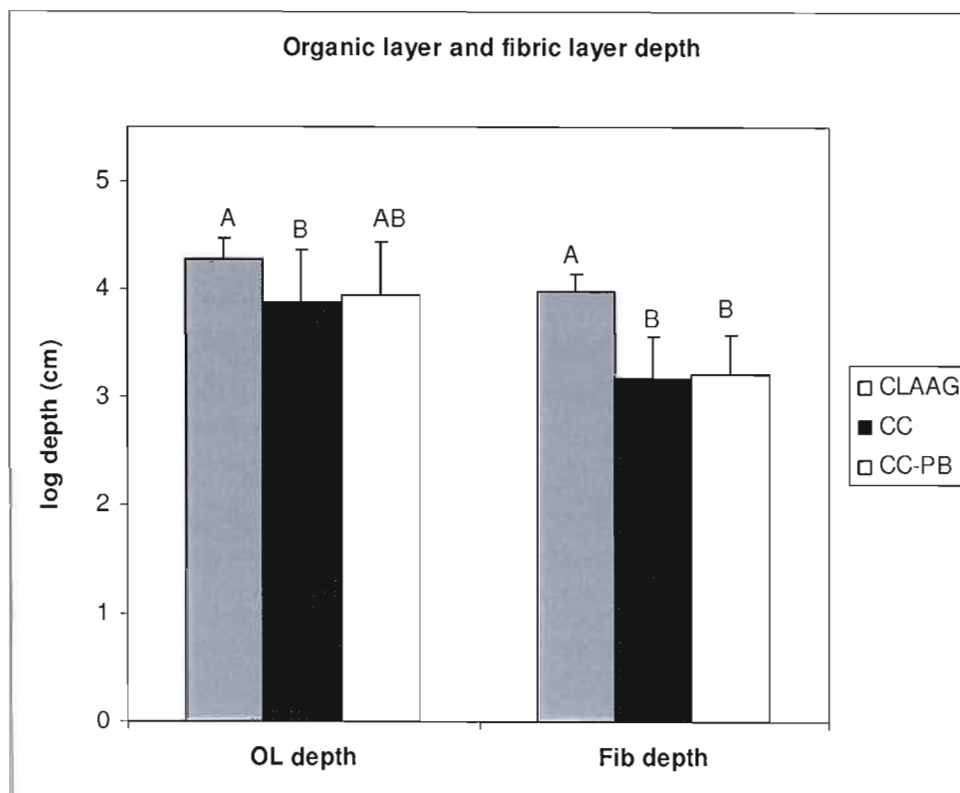 Organic layer and fibric layer depth
log depth (cm)
5
4
3
2
1
0
A
B
AB
A
B
B
OL depth
Fib depth
CLAAG
CC
CC-PB